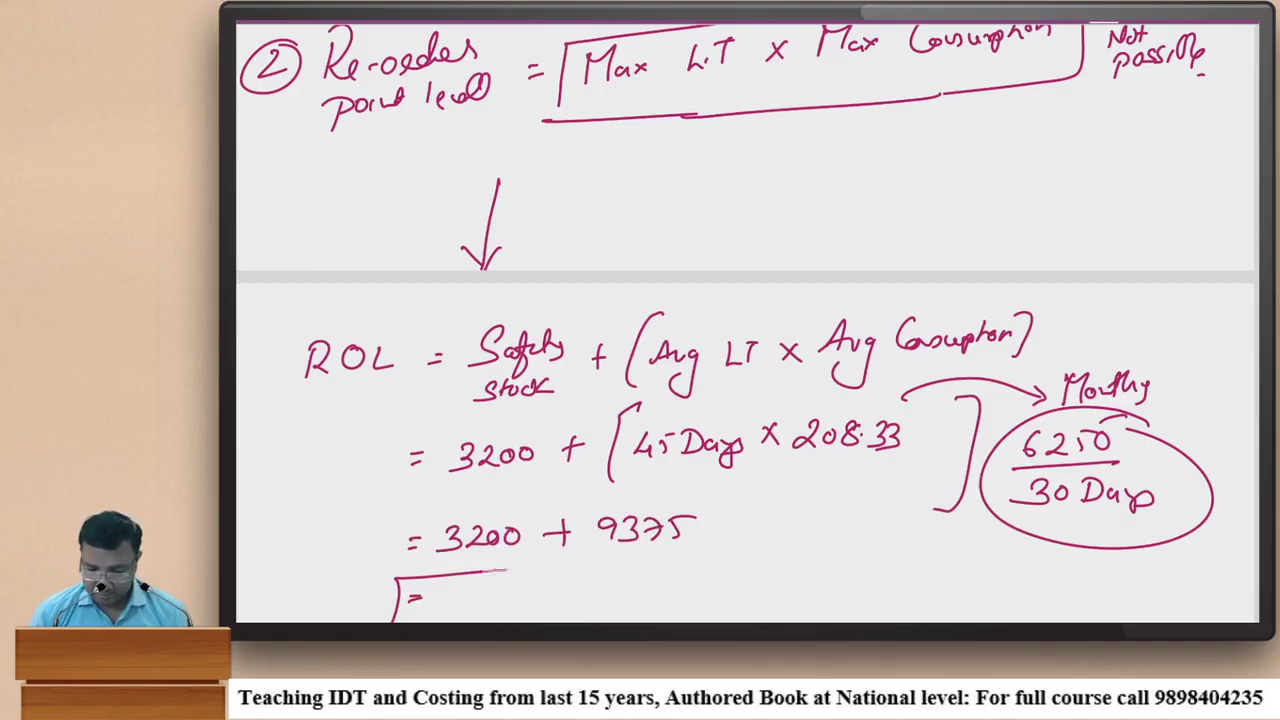 ② Re-order = Max L.T x Max Consumption Not
point level possible
ROL = Safety + (Avg LT x Avg Consumption)
Stock
Monthly
= 3200 + [45 Days x 208.33] 6250
30 Days
= 3200 + 9375
=
Teaching IDT and Costing from last 15 years, Authored Book at National level: For full course call 9898404235